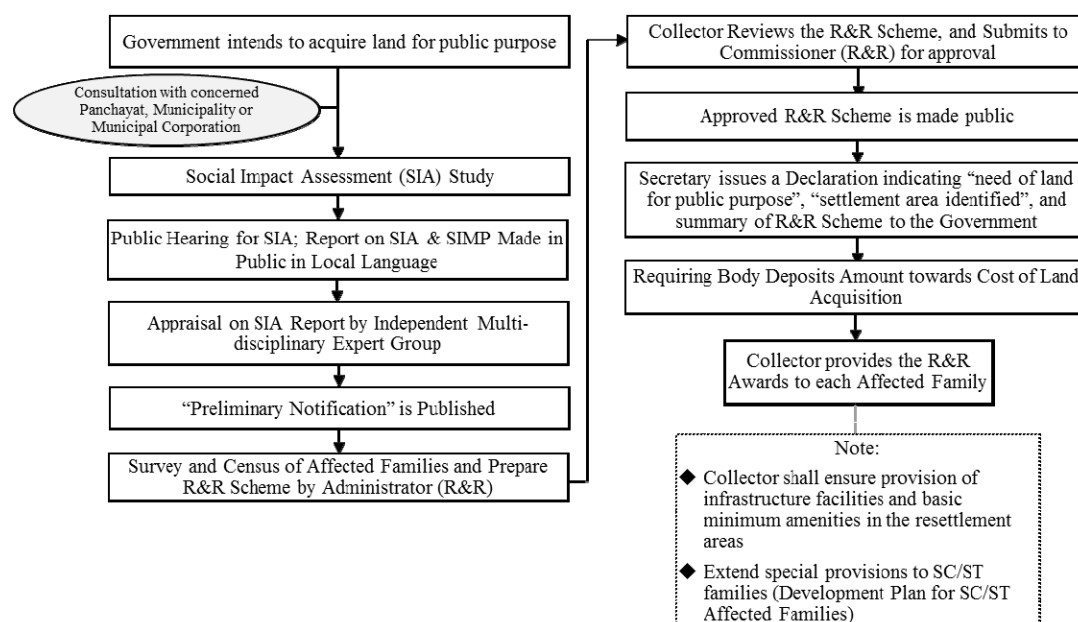 Government intends to acquire land for public purpose
Consultation with concerned
Panchayat, Municipality or
Municipal Corporation
Social Impact Assessment (SIA) Study
Public Hearing for SIA; Report on SIA & SIMP Made in
Public in Local Language
Appraisal on SIA Report by Independent Multi-
disciplinary Expert Group
“Preliminary Notification” is Published
Survey and Census of Affected Families and Prepare
R&R Scheme by Administrator (R&R)
Collector Reviews the R&R Scheme, and Submits to
Commissioner (R&R) for approval
Approved R&R Scheme is made public
Secretary issues a Declaration indicating “need of land
for public purpose”, “settlement area identified”, and
summary of R&R Scheme to the Government
Requiring Body Deposits Amount towards Cost of Land
Acquisition
Collector provides the R&R
Awards to each Affected Family
Note:
◆ Collector shall ensure provision of
infrastructure facilities and basic
minimum amenities in the resettlement
areas
◆ Extend special provisions to SC/ST
families (Development Plan for SC/ST
Affected Families)